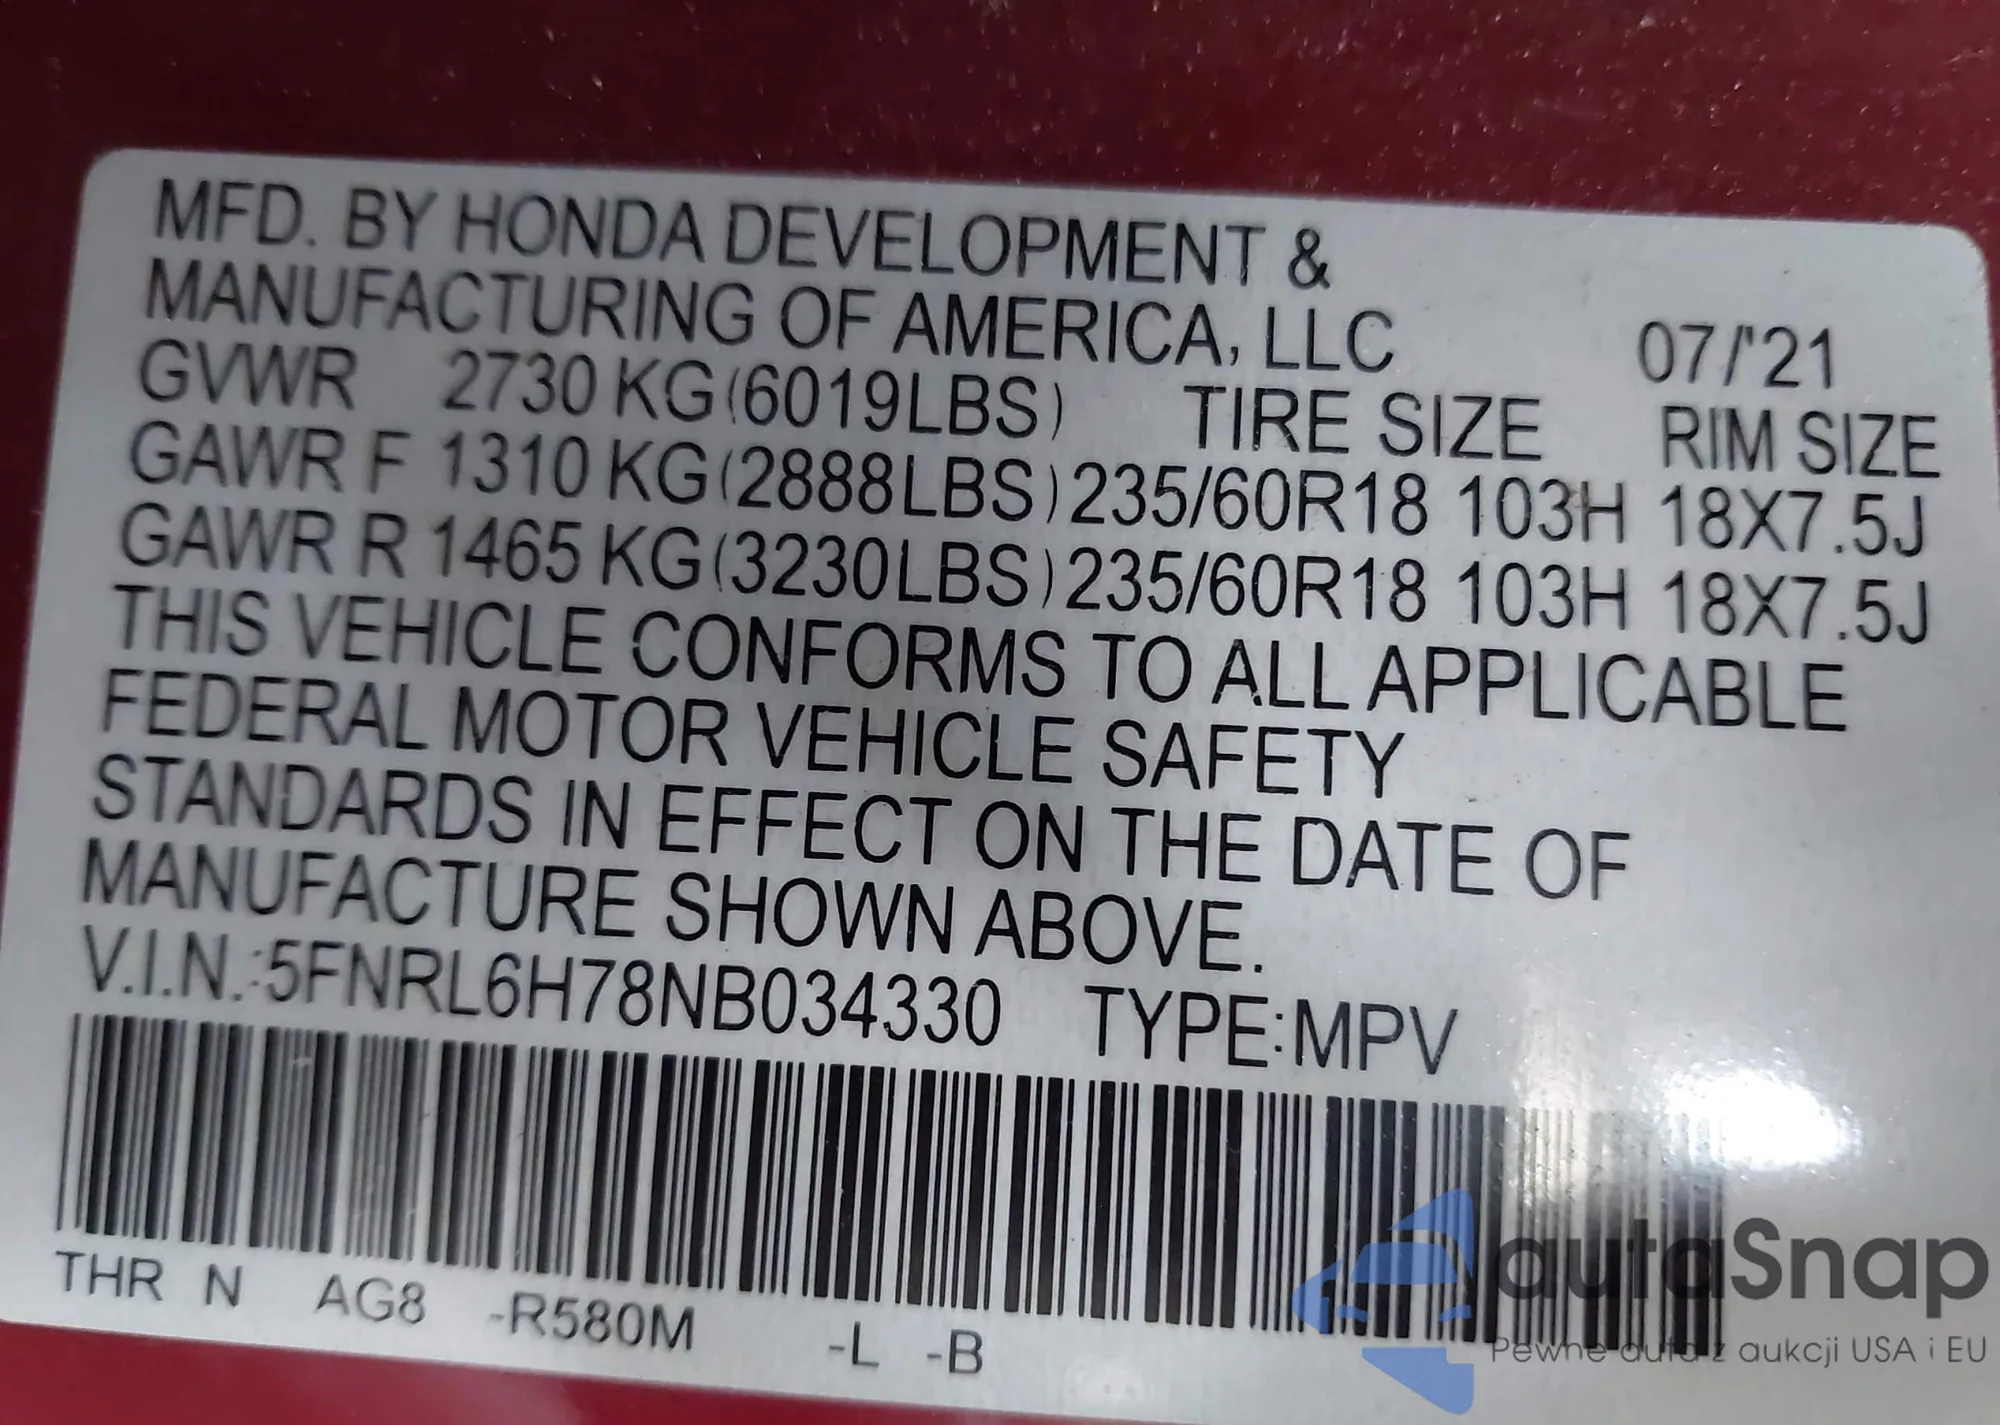 MFD. BY HONDA DEVELOPMENT &
MANUFACTURING OF AMERICA, LLC 07/'21
GVWR 2730 KG (6019LBS) TIRE SIZE RIM SIZE
GAWR F 1310 KG (2888LBS) 235/60R18 103H 18X7.5J
GAWR R 1465 KG (3230LBS) 235/60R18 103H 18X7.5J
THIS VEHICLE CONFORMS TO ALL APPLICABLE
FEDERAL MOTOR VEHICLE SAFETY
STANDARDS IN EFFECT ON THE DATE OF
MANUFACTURE SHOWN ABOVE.
V.I.N.:5FNRL6H78NB034330 TYPE:MPV
THR N AG8 -R580M -L -B
autaSnap
Pewne auta z aukcji USA i EU